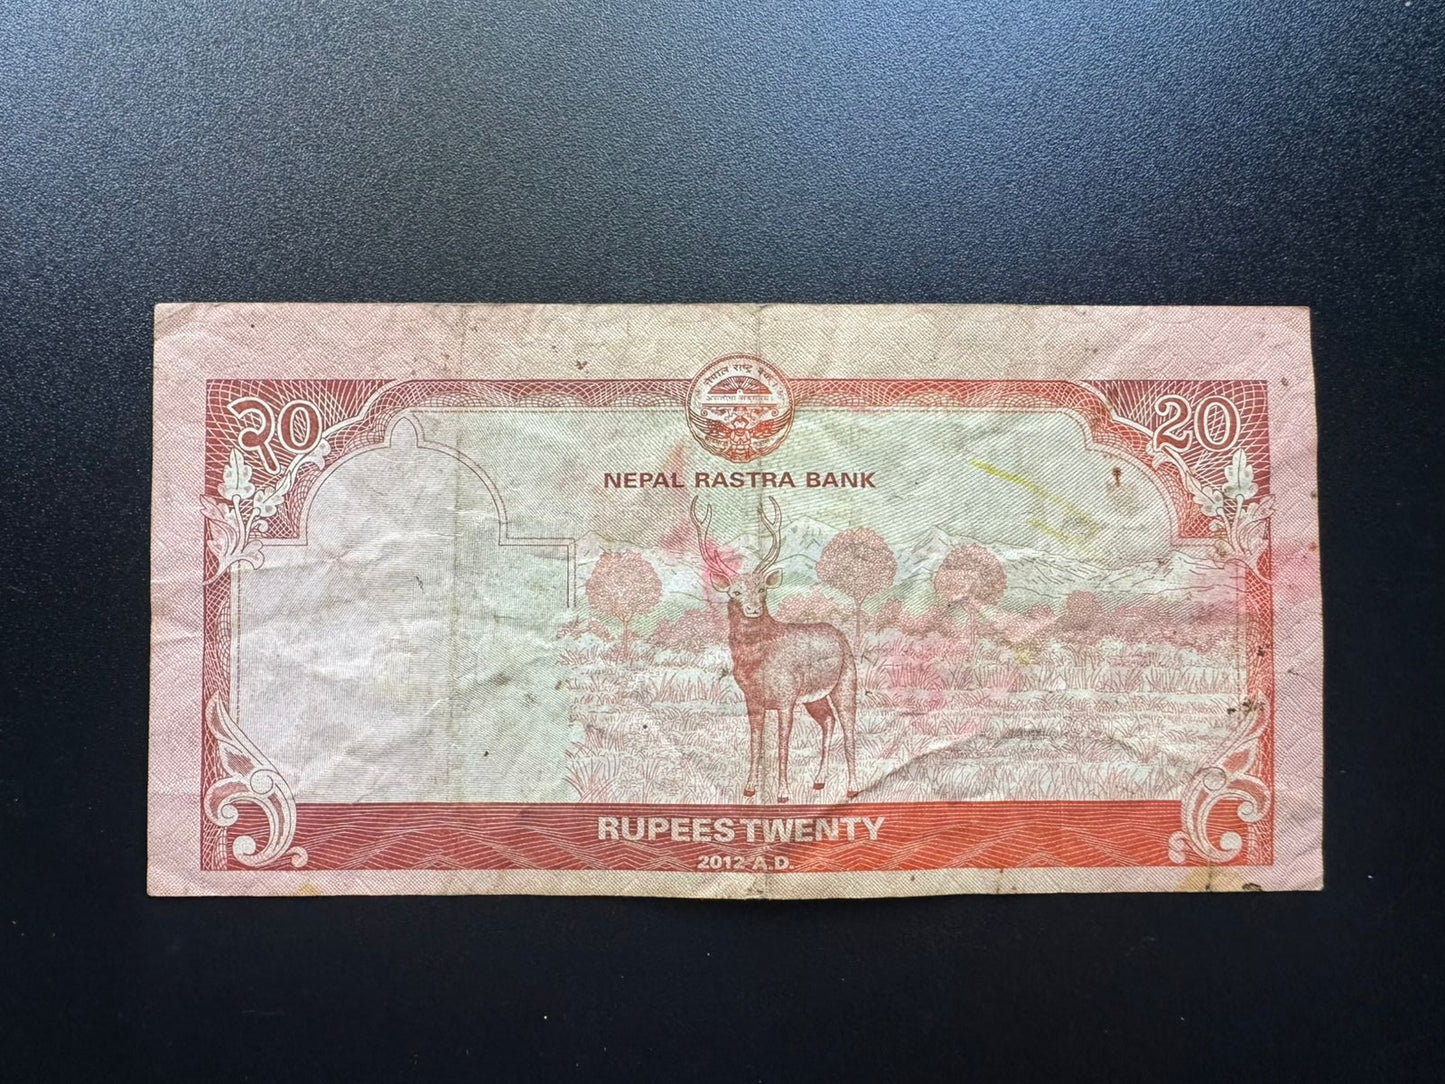 नेपाल राष्ट्र बैंक
२०
20
NEPAL RASTRA BANK
RUPEES TWENTY
2012 A.D.